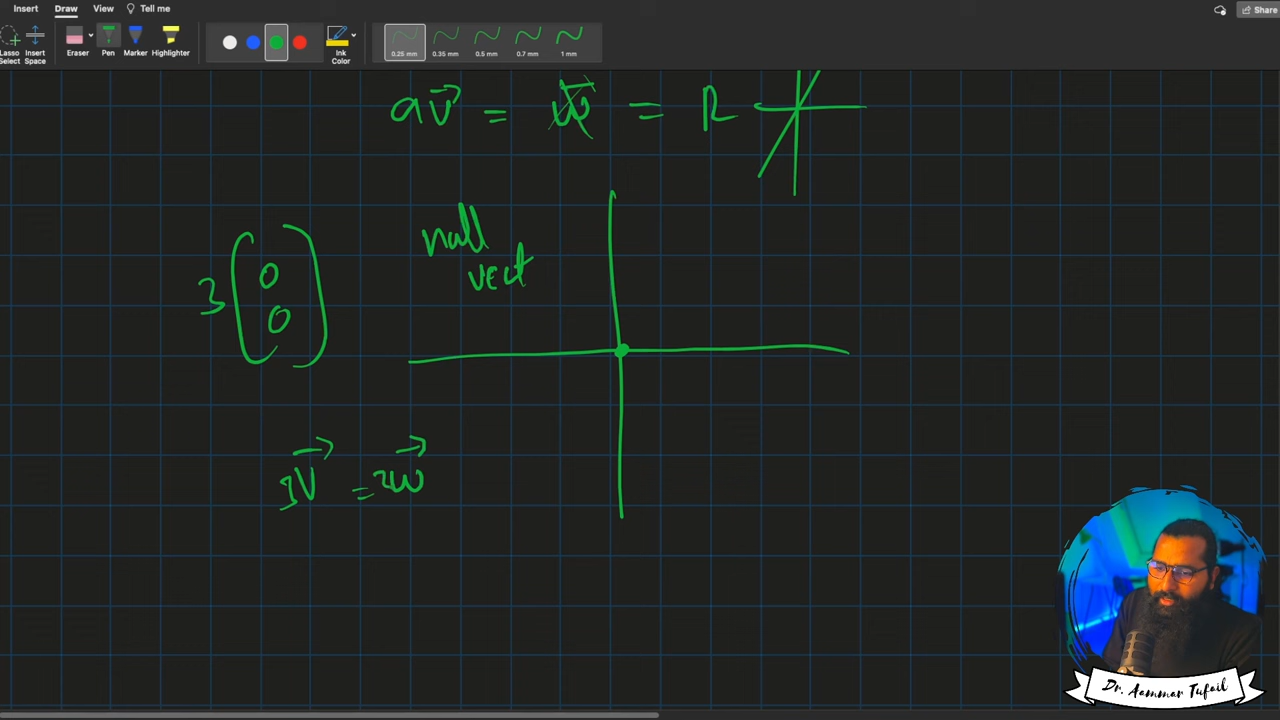 Insert Draw View Tell me
Share
Lasso Select
Insert Space
Eraser
Pen
Marker
Highlighter
Ink Color
0.25 mm
0.35 mm
0.5 mm
0.7 mm
1 mm
av⃗ = w⃗ = R
null
vect
3 (0
0)
3V⃗ = 2w⃗
Dr. Aammar Tufail